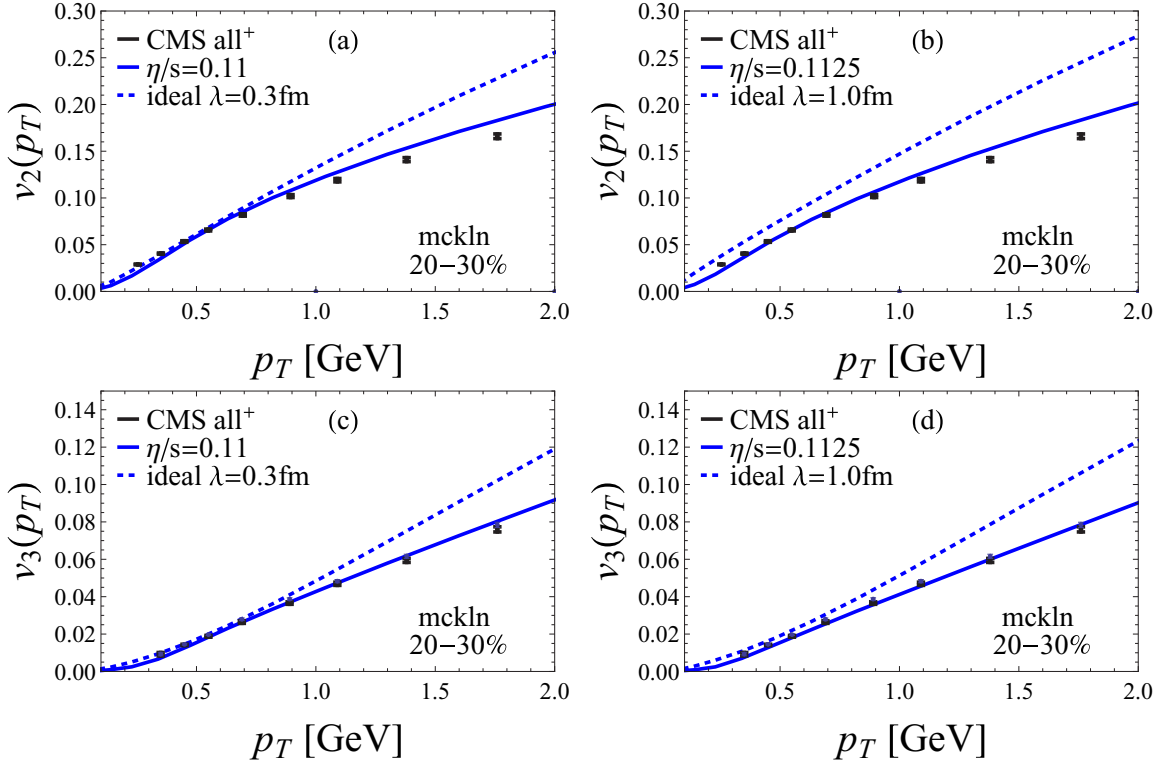 0.30
0.25
0.20
0.15
0.10
0.05
0.00
v₂(p_T)
CMS all⁺
η/s=0.11
ideal λ=0.3fm
(a)
mckln
20−30%
0.5
1.0
1.5
2.0
p_T [GeV]
0.30
0.25
0.20
0.15
0.10
0.05
0.00
v₂(p_T)
CMS all⁺
η/s=0.1125
ideal λ=1.0fm
(b)
mckln
20−30%
0.5
1.0
1.5
2.0
p_T [GeV]
0.14
0.12
0.10
0.08
0.06
0.04
0.02
0.00
v₃(p_T)
CMS all⁺
η/s=0.11
ideal λ=0.3fm
(c)
mckln
20−30%
0.5
1.0
1.5
2.0
p_T [GeV]
0.14
0.12
0.10
0.08
0.06
0.04
0.02
0.00
v₃(p_T)
CMS all⁺
η/s=0.1125
ideal λ=1.0fm
(d)
mckln
20−30%
0.5
1.0
1.5
2.0
p_T [GeV]